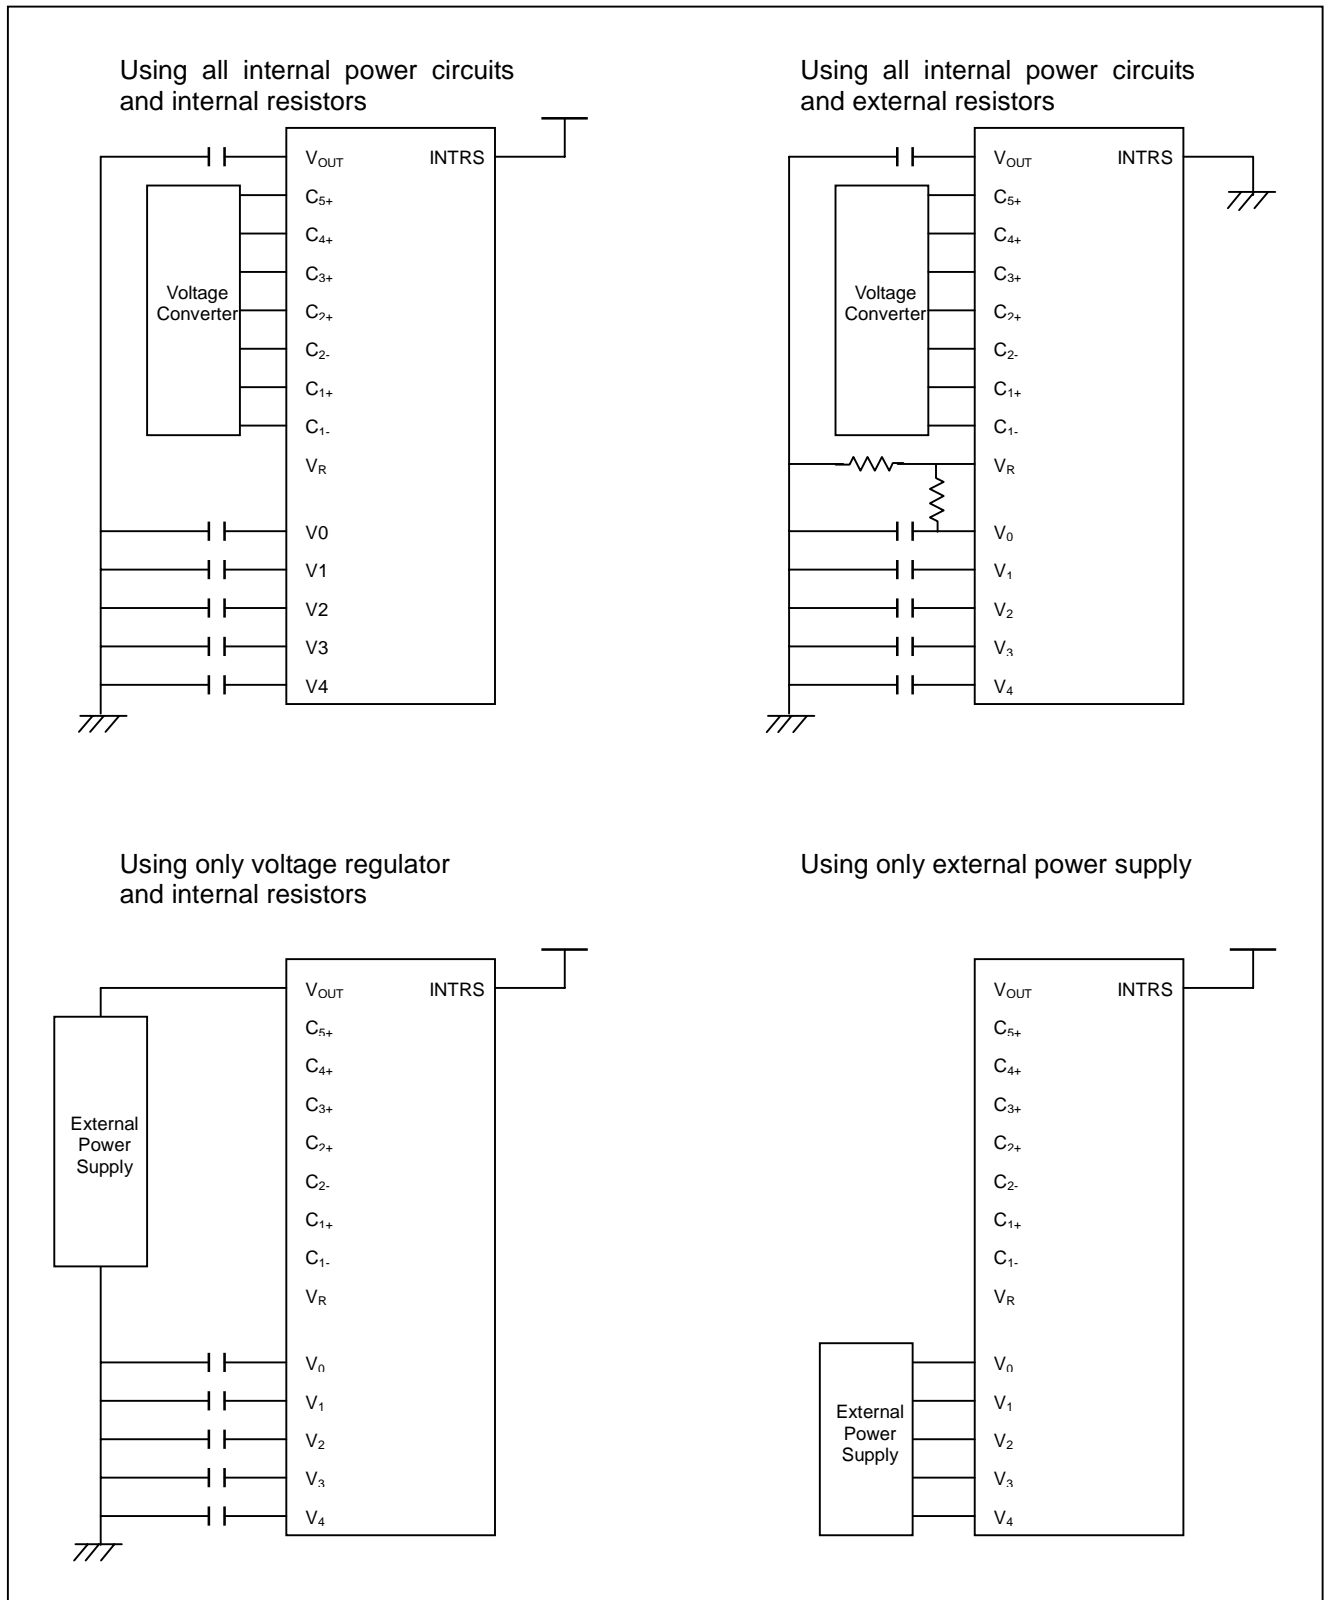 Using all internal power circuits
and internal resistors
VOUT INTRS
C5+
C4+
C3+
C2+
C2-
C1+
C1-
VR
V0
V1
V2
V3
V4
Voltage
Converter
Using all internal power circuits
and external resistors
VOUT INTRS
C5+
C4+
C3+
C2+
C2-
C1+
C1-
VR
V0
V1
V2
V3
V4
Voltage
Converter
Using only voltage regulator
and internal resistors
VOUT INTRS
C5+
C4+
C3+
C2+
C2-
C1+
C1-
VR
V0
V1
V2
V3
V4
External
Power
Supply
Using only external power supply
VOUT INTRS
C5+
C4+
C3+
C2+
C2-
C1+
C1-
VR
V0
V1
V2
V3
V4
External
Power
Supply